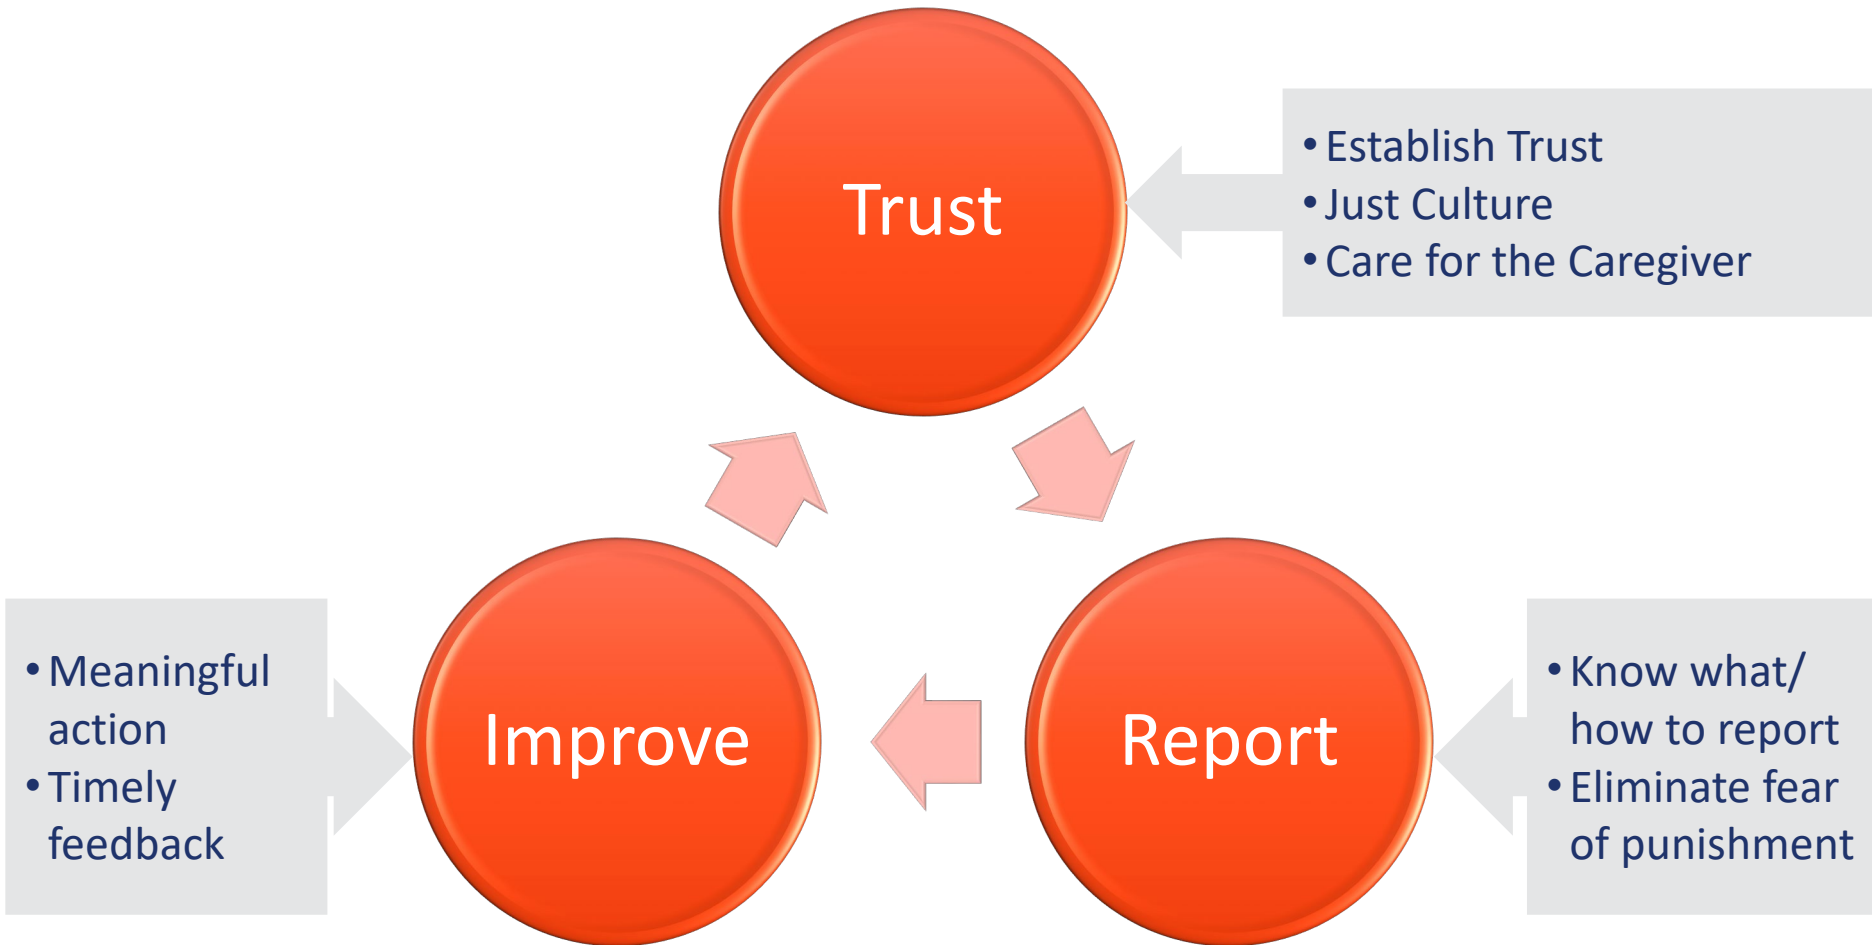 Trust
• Establish Trust
• Just Culture
• Care for the Caregiver
Improve
• Meaningful
action
• Timely
feedback
Report
• Know what/
how to report
• Eliminate fear
of punishment